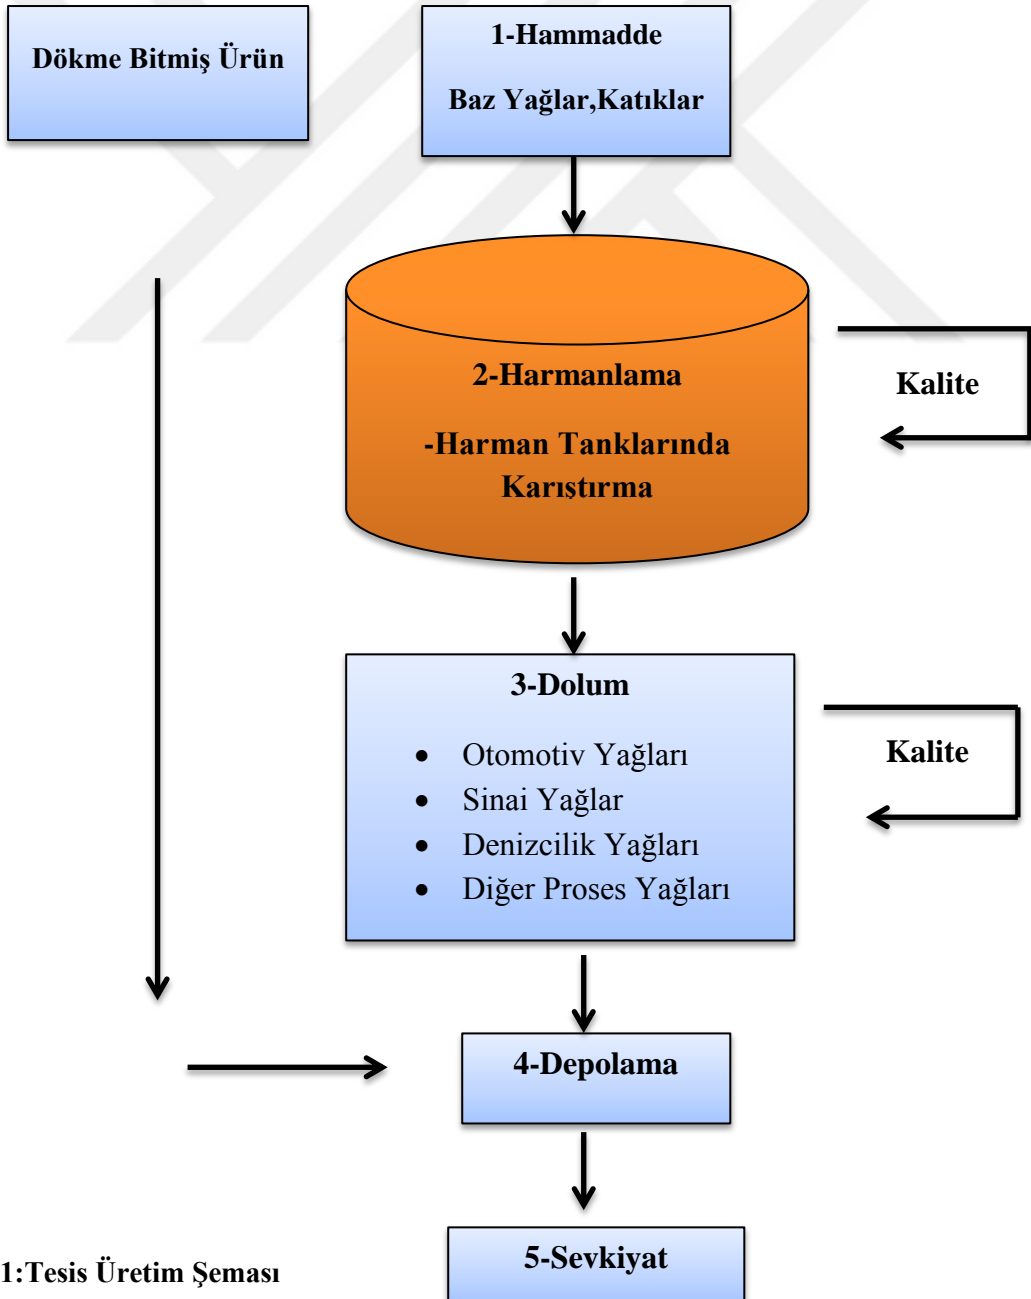 Dökme Bitmiş Ürün
1-Hammadde
Baz Yağlar,Katıklar
2-Harmanlama
-Harman Tanklarında
Karıştırma
Kalite
3-Dolum
• Otomotiv Yağları
• Sinai Yağlar
• Denizcilik Yağları
• Diğer Proses Yağları
Kalite
4-Depolama
5-Sevkiyat
1:Tesis Üretim Şeması